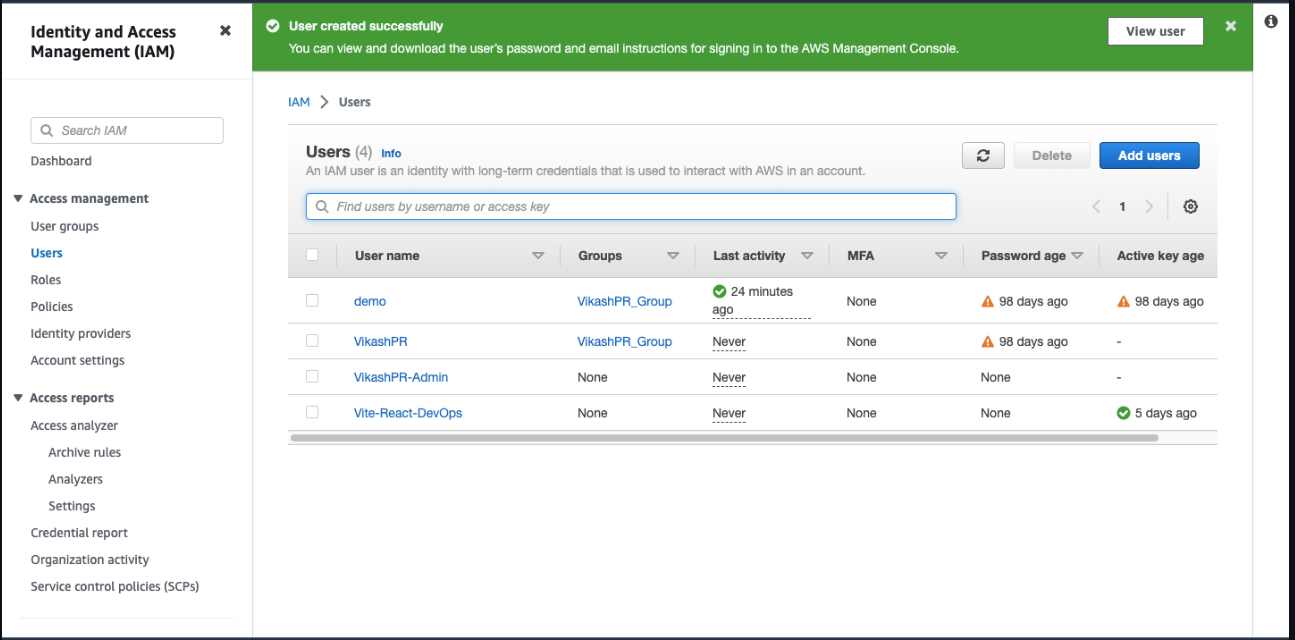 Identity and Access
Management (IAM)
Search IAM
Dashboard
Access management
User groups
Users
Roles
Policies
Identity providers
Account settings
Access reports
Access analyzer
Archive rules
Analyzers
Settings
Credential report
Organization activity
Service control policies (SCPs)
User created successfully
You can view and download the user's password and email instructions for signing in to the AWS Management Console.
View user
IAM > Users
Users (4) Info
An IAM user is an identity with long-term credentials that is used to interact with AWS in an account.
Delete
Add users
Find users by username or access key
1
User name Groups Last activity MFA Password age Active key age
demo VikashPR_Group 24 minutes ago None 98 days ago 98 days ago
VikashPR VikashPR_Group Never None 98 days ago -
VikashPR-Admin None Never None None -
Vite-React-DevOps None Never None None 5 days ago